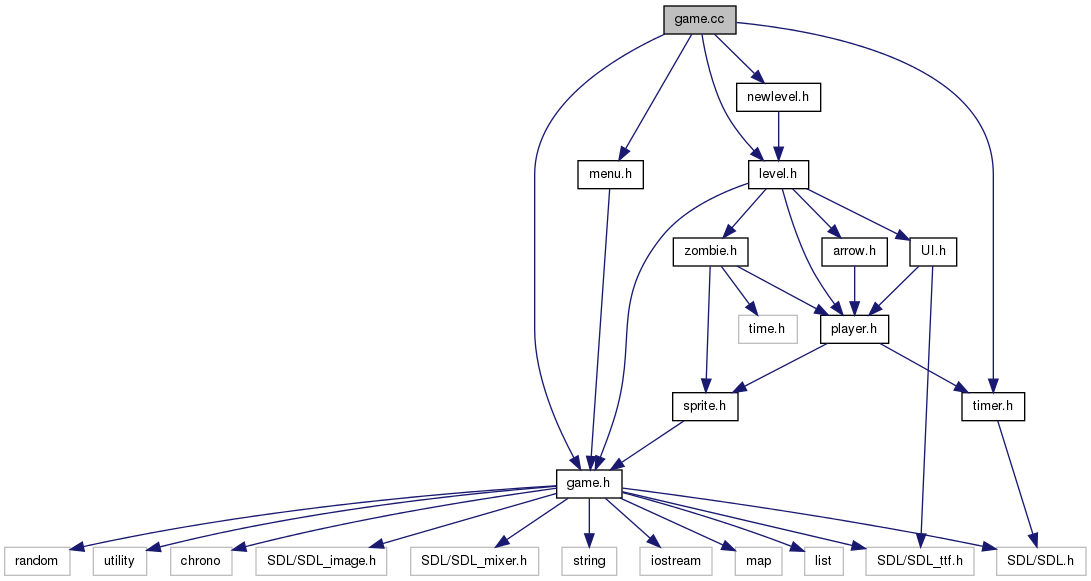 game.cc
newlevel.h
menu.h
level.h
zombie.h
arrow.h
UI.h
time.h
player.h
sprite.h
timer.h
game.h
random
utility
chrono
SDL/SDL_image.h
SDL/SDL_mixer.h
string
iostream
map
list
SDL/SDL_ttf.h
SDL/SDL.h